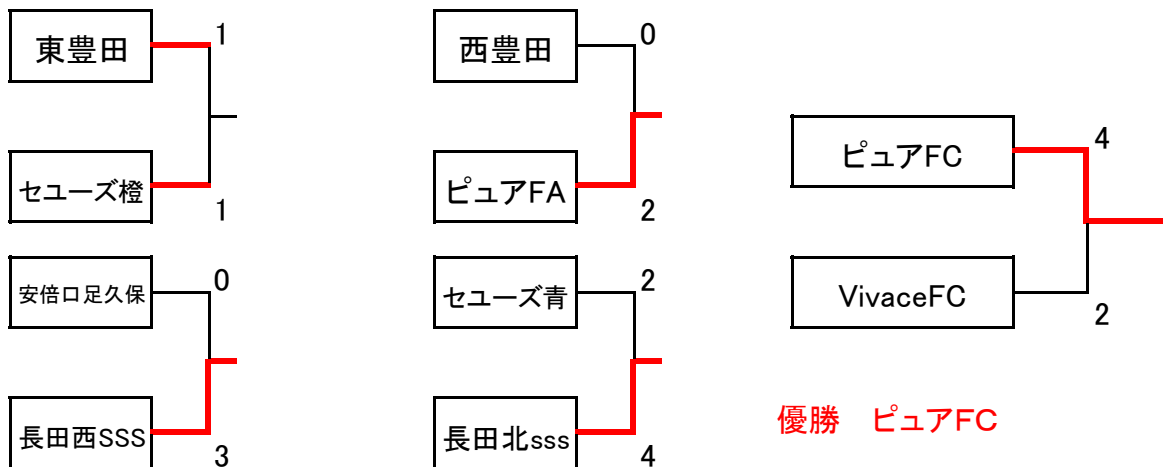 東豊田
1
セユーズ橙
1
安倍口足久保
0
長田西SSS
3
西豊田
0
ピュアFA
2
セユーズ青
2
長田北sss
4
ピュアFC
4
VivaceFC
2
優勝　ピュアFC